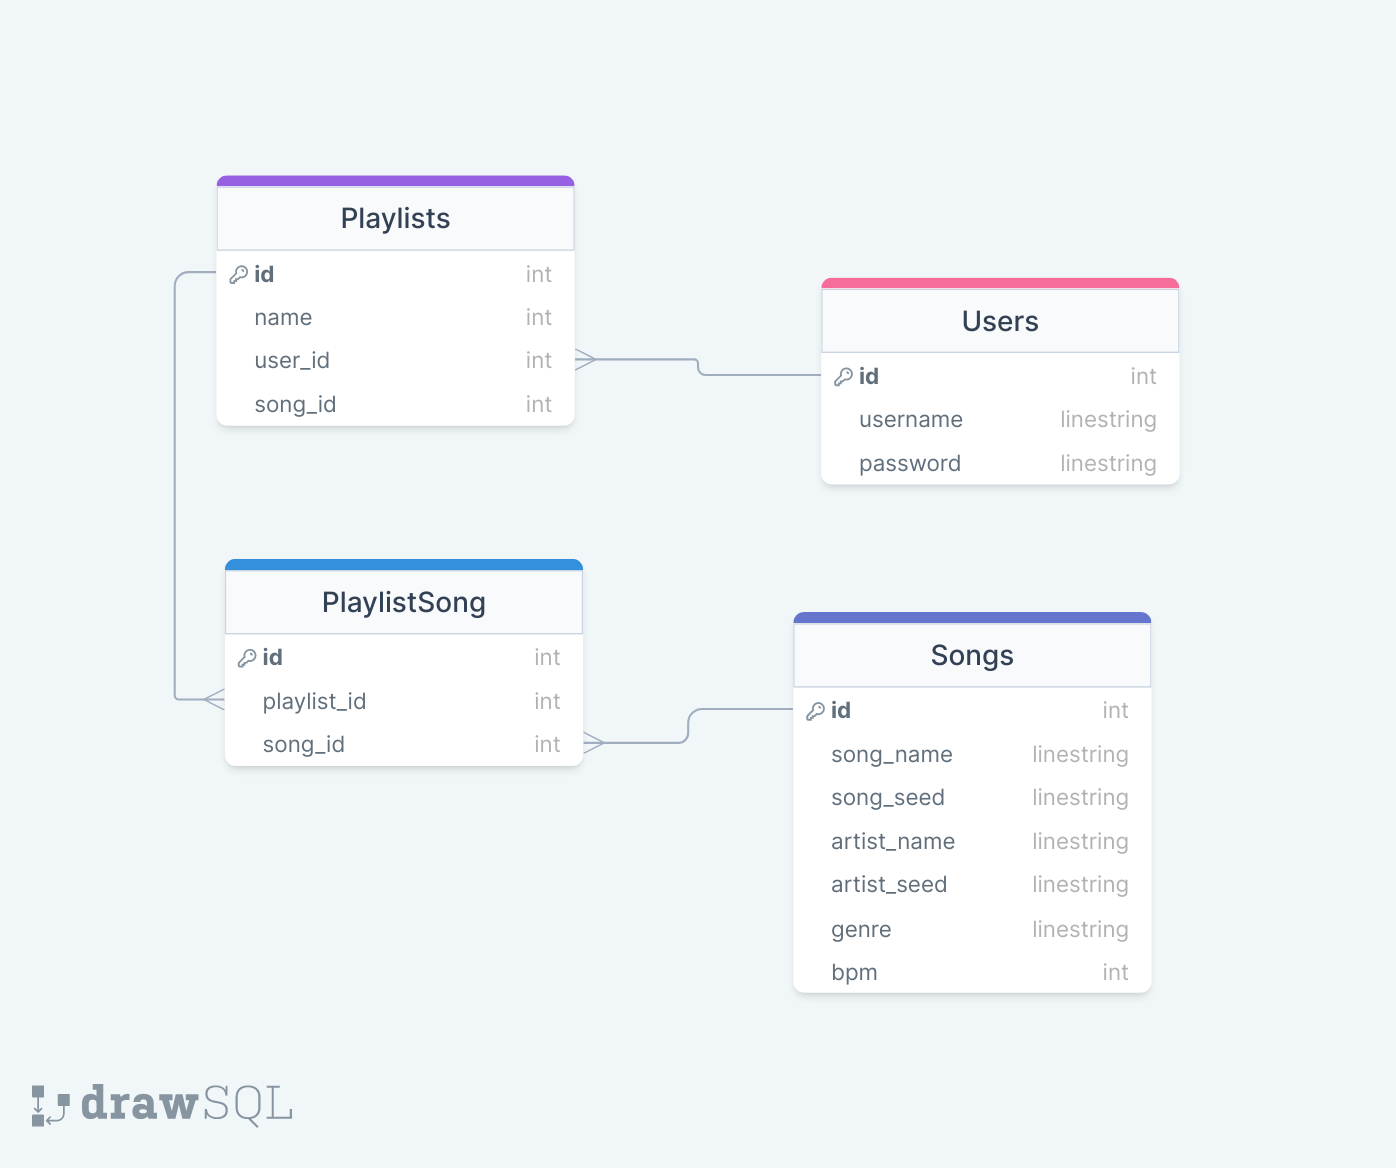 Playlists
id int
name int
user_id int
song_id int
Users
id int
username linestring
password linestring
PlaylistSong
id int
playlist_id int
song_id int
Songs
id int
song_name linestring
song_seed linestring
artist_name linestring
artist_seed linestring
genre linestring
bpm int
drawSQL